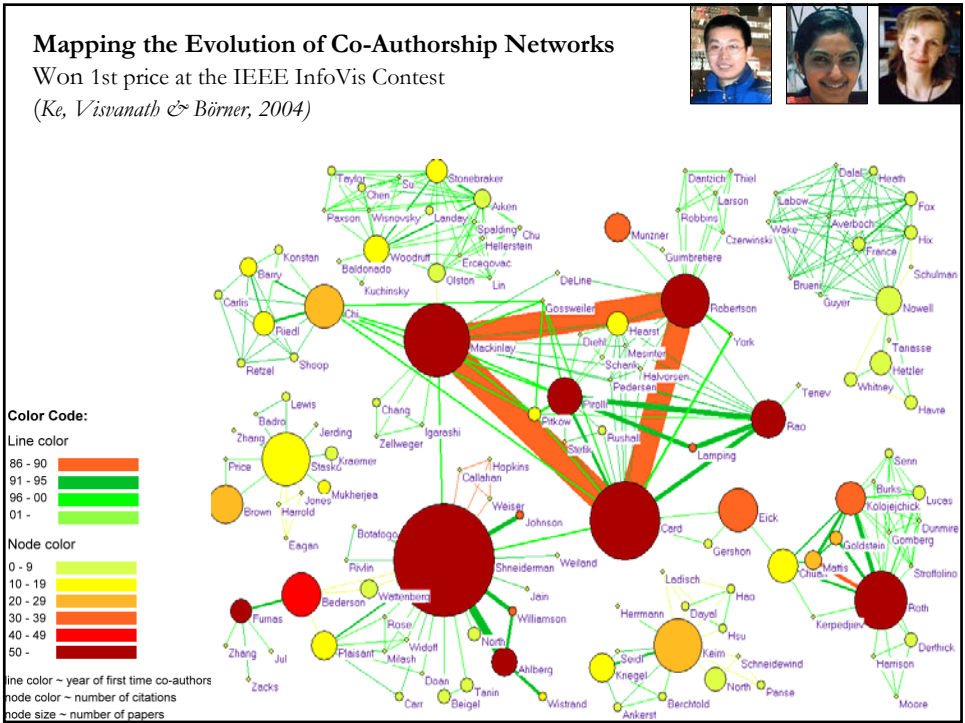 Mapping the Evolution of Co-Authorship Networks
Won 1st price at the IEEE InfoVis Contest
(Ke, Visvanath & Börner, 2004)
Taylor
Su
Stonebraker
Chen
Aiken
Paxson
Wisnovsky
Landay
Spalding
Chu
Hellerstein
Woodruff
Ercegovac
Baldonado
Olston
Lin
Kuchinsky
Konstan
Barry
Carlis
Chi
Riedl
Retzel
Shoop
Dantzich
Thiel
Larson
Robbins
Munzner
Czerwinski
Guimbretiere
DeLine
Robertson
Gossweiler
Mackinlay
Hearst
York
Diehl
Masinter
Schank
Halvorsen
Pedersen
Pirolli
Pitkow
Rushall
Stefik
Lamping
Rao
Tenev
Dalal
Heath
Labow
Fox
Averboch
Wake
Hix
France
Schulman
Bruent
Guyer
Nowell
Tanasse
Hetzler
Whitney
Havre
Chang
Igarashi
Zellweger
Lewis
Badro
Zhang
Jerding
Price
Stasko
Kraemer
Mukherjea
Jones
Brown
Harrold
Eagan
Hopkins
Callahan
Weiser
Johnson
Botafogo
Shneiderman
Weiland
Rivlin
Jain
Bederson
Wattenberg
Williamson
Furnas
Rose
North
Plaisant
Widoff
Milash
Ahlberg
Zhang
Jul
Zacks
Doan
Tanin
Carr
Beigel
Wistrand
Card
Eick
Gershon
Ladisch
Hao
Herrmann
Dayal
Hsu
Keim
Seidl
Schneidewind
Kriegel
North
Panse
Berchtold
Ankerst
Senn
Burks
Lucas
Kolojejchick
Dunmire
Gomberg
Goldstein
Mattis
Chuah
Stroffolino
Roth
Kerpedjiev
Derthick
Harrison
Moore
Color Code:
Line color
86 - 90
91 - 95
96 - 00
01 -
Node color
0 - 9
10 - 19
20 - 29
30 - 39
40 - 49
50 -
line color ~ year of first time co-authors
node color ~ number of citations
node size ~ number of papers